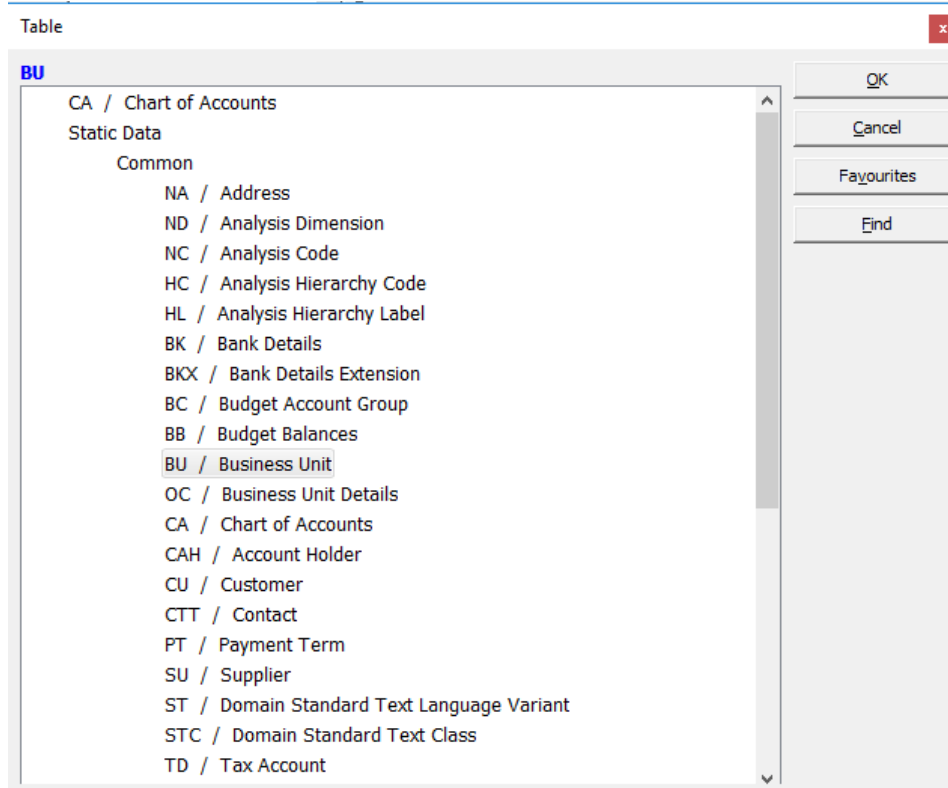 Table
x
BU
CA / Chart of Accounts
Static Data
Common
NA / Address
ND / Analysis Dimension
NC / Analysis Code
HC / Analysis Hierarchy Code
HL / Analysis Hierarchy Label
BK / Bank Details
BKX / Bank Details Extension
BC / Budget Account Group
BB / Budget Balances
BU / Business Unit
OC / Business Unit Details
CA / Chart of Accounts
CAH / Account Holder
CU / Customer
CTT / Contact
PT / Payment Term
SU / Supplier
ST / Domain Standard Text Language Variant
STC / Domain Standard Text Class
TD / Tax Account
OK
Cancel
Favourites
Find